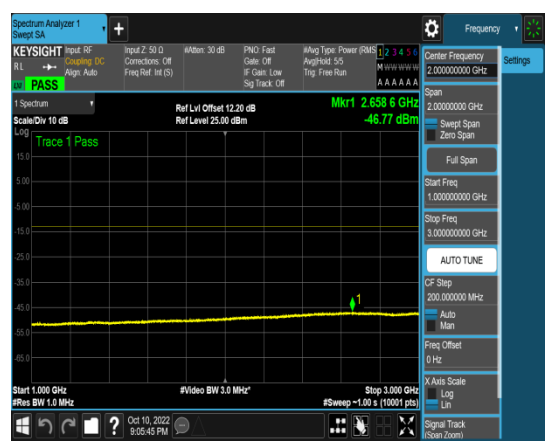 Spectrum Analyzer 1
Swept SA
+
Frequency
KEYSIGHT
RL
PASS
Input: RF
Coupling: DC
Align: Auto
Input Z: 50 Ω
Corrections: Off
Freq Ref: Int (S)
#Atten: 30 dB
PNO: Fast
Gate: Off
IF Gain: Low
Sig Track: Off
#Avg Type: Power (RMS
Avg|Hold: 5/5
Trig: Free Run
1 2 3 4 5 6
M W W W W W
A A A A A A
1 Spectrum
Scale/Div 10 dB
Ref Lvl Offset 12.20 dB
Ref Level 25.00 dBm
Mkr1 2.658 6 GHz
-46.77 dBm
Log
Trace 1 Pass
15.0
5.00
-5.00
-15.0
-25.0
-35.0
-45.0
-55.0
-65.0
1
Start 1.000 GHz
#Res BW 1.0 MHz
#Video BW 3.0 MHz*
Stop 3.000 GHz
#Sweep ~1.00 s (10001 pts)
Oct 10, 2022
9:05:45 PM
Center Frequency
2.000000000 GHz
Span
2.00000000 GHz
Swept Span
Zero Span
Full Span
Start Freq
1.000000000 GHz
Stop Freq
3.000000000 GHz
AUTO TUNE
CF Step
200.000000 MHz
Auto
Man
Freq Offset
0 Hz
X Axis Scale
Log
Lin
Signal Track
(Span Zoom)
Settings